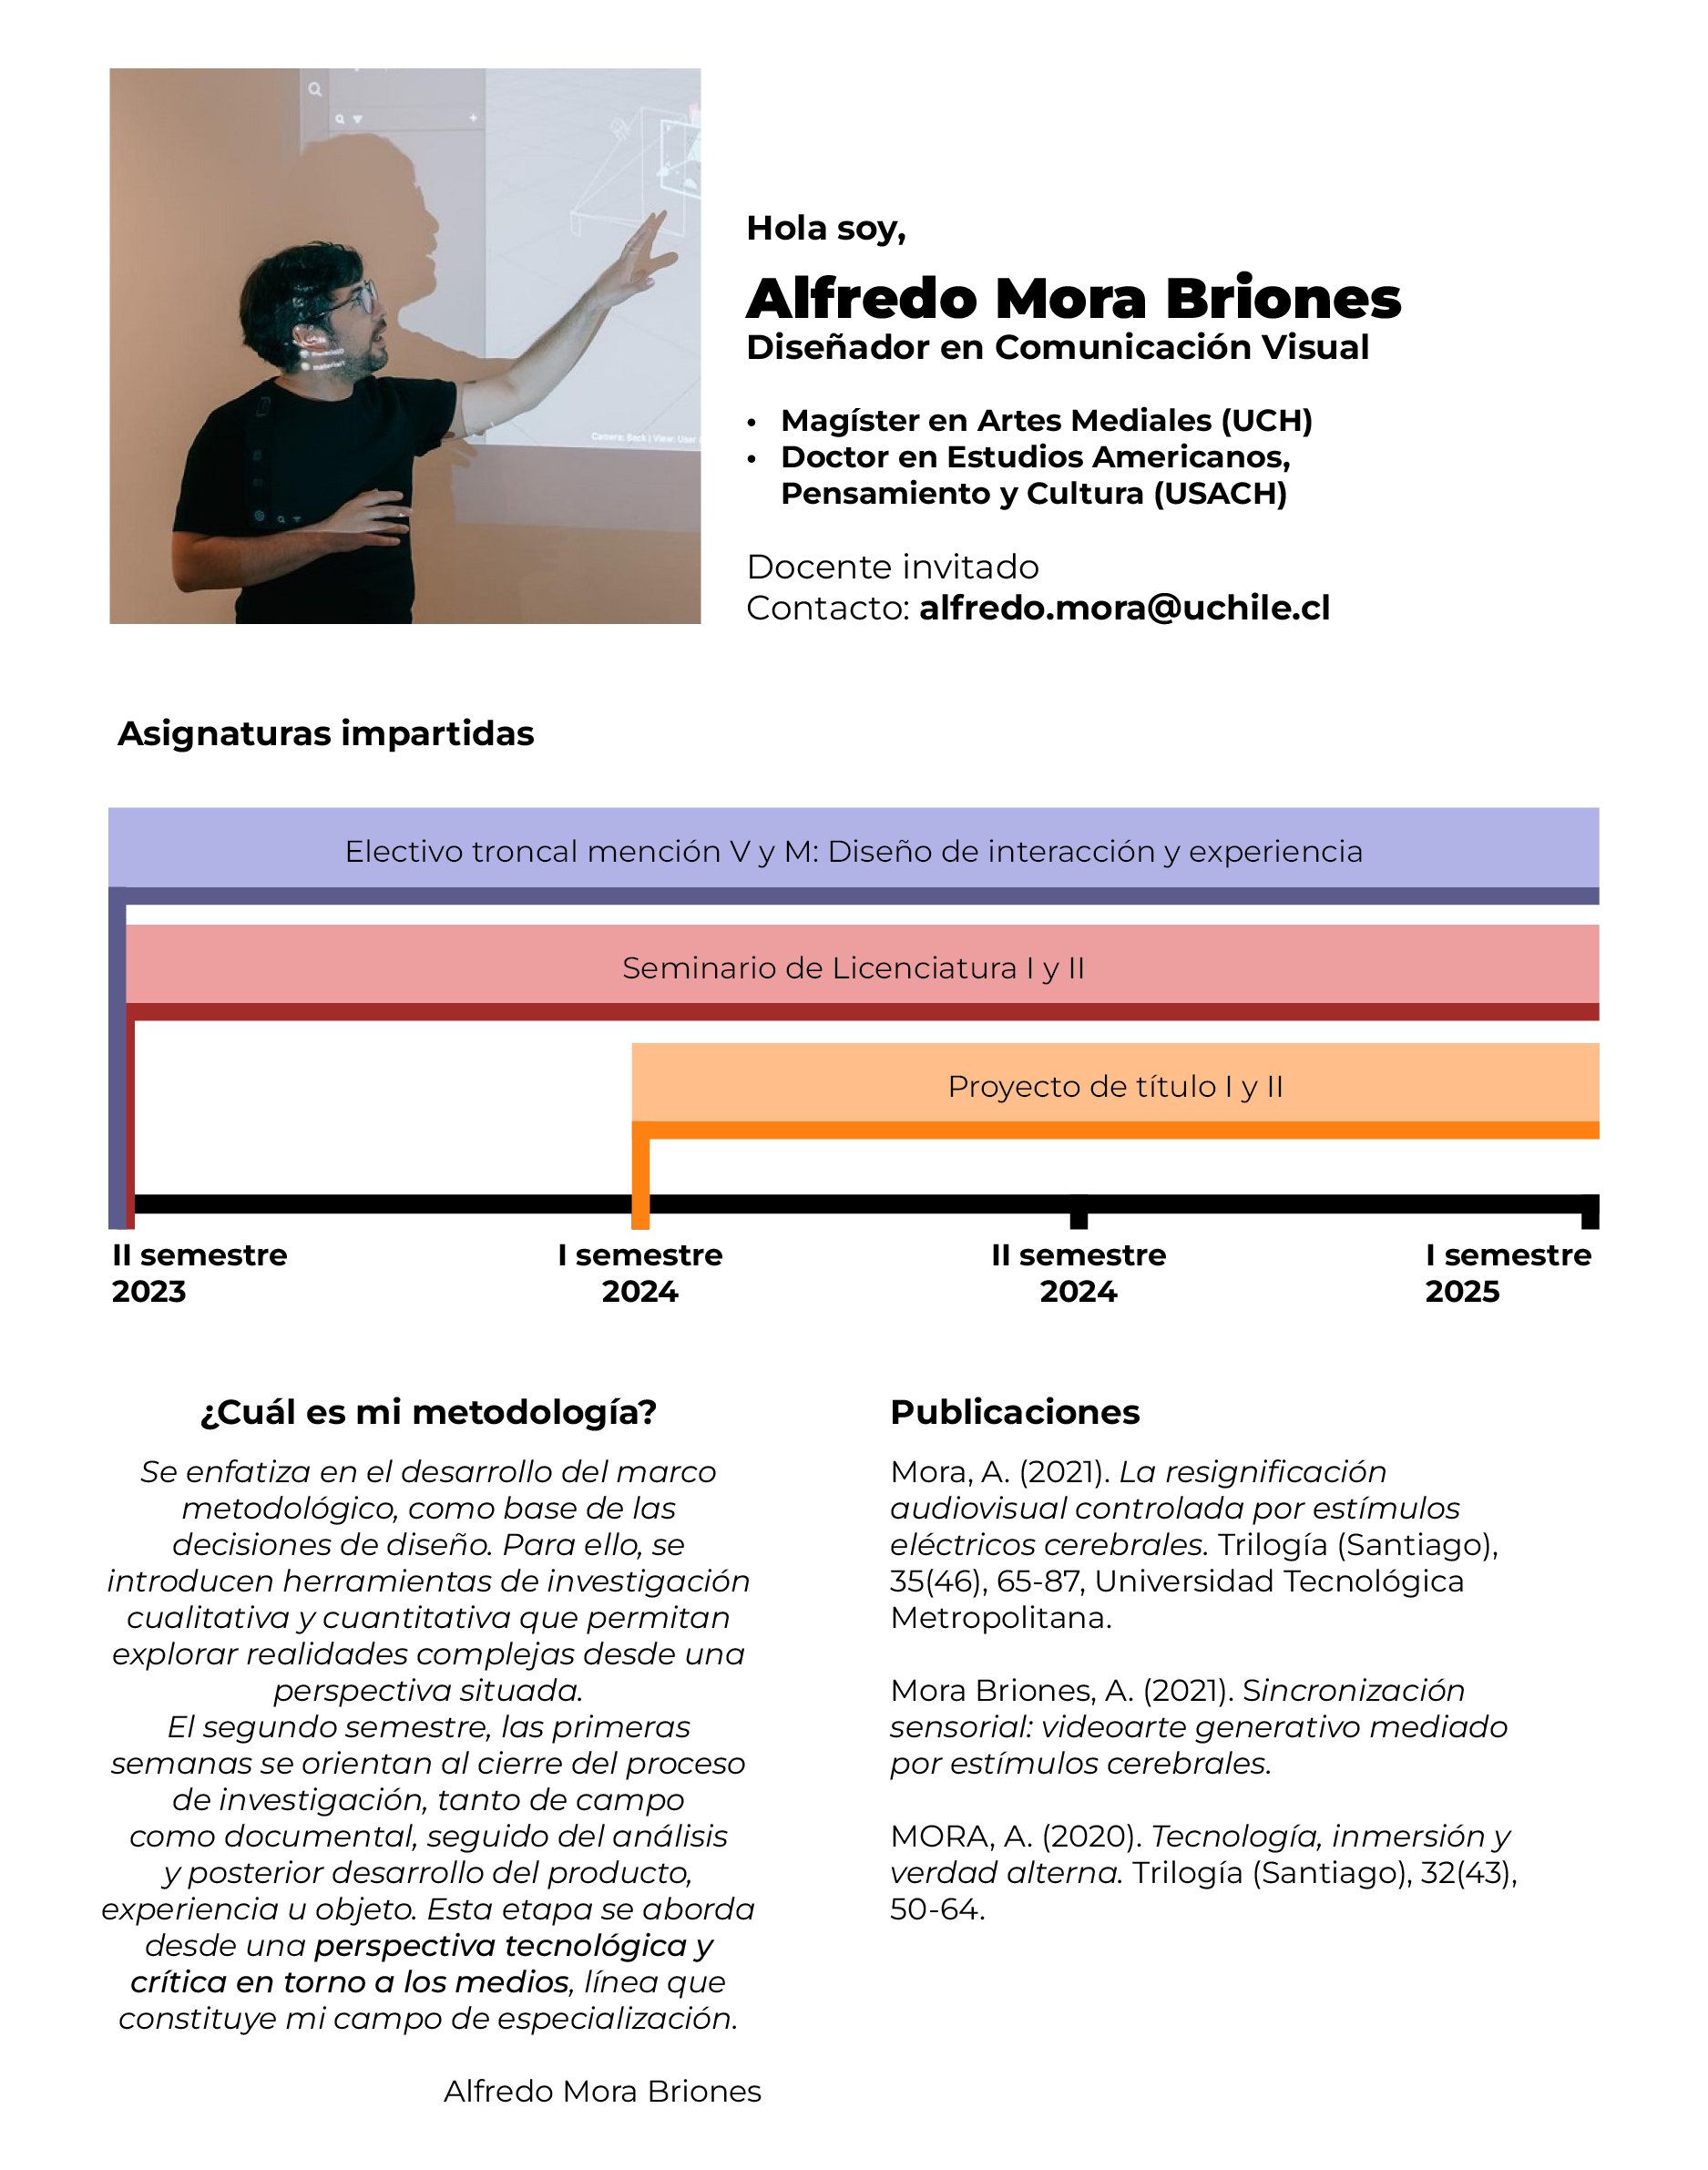 Camera: Back | View: User
Hola soy,
Alfredo Mora Briones
Diseñador en Comunicación Visual
• Magíster en Artes Mediales (UCH)
• Doctor en Estudios Americanos,
Pensamiento y Cultura (USACH)
Docente invitado
Contacto: alfredo.mora@uchile.cl
Asignaturas impartidas
Electivo troncal mención V y M: Diseño de interacción y experiencia
Seminario de Licenciatura I y II
Proyecto de título I y II
II semestre
2023
I semestre
2024
II semestre
2024
I semestre
2025
¿Cuál es mi metodología?
Se enfatiza en el desarrollo del marco
metodológico, como base de las
decisiones de diseño. Para ello, se
introducen herramientas de investigación
cualitativa y cuantitativa que permitan
explorar realidades complejas desde una
perspectiva situada.
El segundo semestre, las primeras
semanas se orientan al cierre del proceso
de investigación, tanto de campo
como documental, seguido del análisis
y posterior desarrollo del producto,
experiencia u objeto. Esta etapa se aborda
desde una perspectiva tecnológica y
crítica en torno a los medios, línea que
constituye mi campo de especialización.
Alfredo Mora Briones
Publicaciones
Mora, A. (2021). La resignificación
audiovisual controlada por estímulos
eléctricos cerebrales. Trilogía (Santiago),
35(46), 65-87, Universidad Tecnológica
Metropolitana.
Mora Briones, A. (2021). Sincronización
sensorial: videoarte generativo mediado
por estímulos cerebrales.
MORA, A. (2020). Tecnología, inmersión y
verdad alterna. Trilogía (Santiago), 32(43),
50-64.